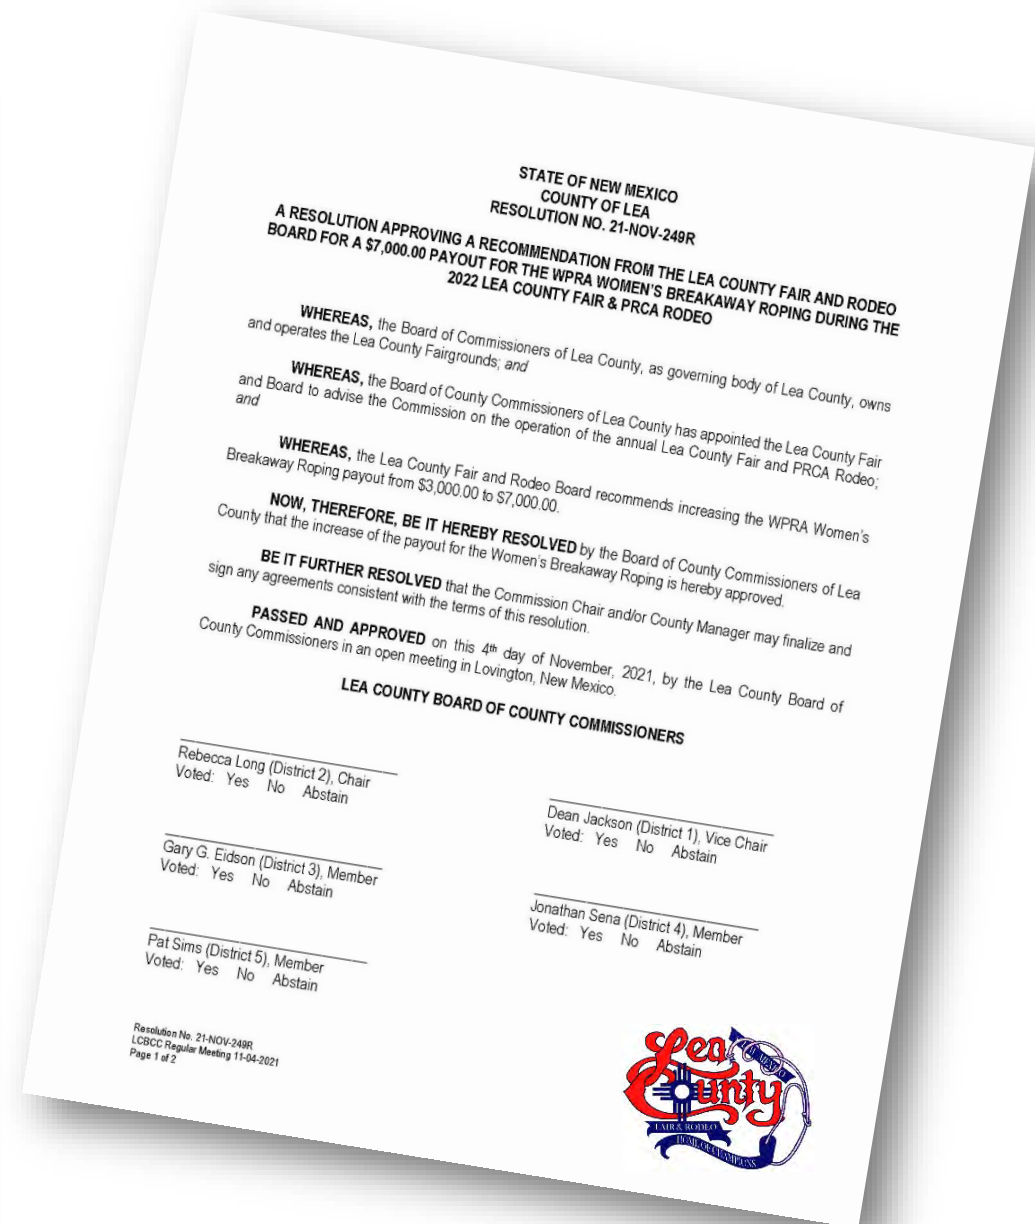 STATE OF NEW MEXICO
COUNTY OF LEA
RESOLUTION NO. 21-NOV-249R
A RESOLUTION APPROVING A RECOMMENDATION FROM THE LEA COUNTY FAIR AND RODEO
BOARD FOR A $7,000.00 PAYOUT FOR THE WPRA WOMEN'S BREAKAWAY ROPING DURING THE
2022 LEA COUNTY FAIR & PRCA RODEO
WHEREAS, the Board of Commissioners of Lea County, as governing body of Lea County, owns
and operates the Lea County Fairgrounds; and
WHEREAS, the Board of County Commissioners of Lea County has appointed the Lea County Fair
and Board to advise the Commission on the operation of the annual Lea County Fair and PRCA Rodeo;
and
WHEREAS, the Lea County Fair and Rodeo Board recommends increasing the WPRA Women's
Breakaway Roping payout from $3,000.00 to $7,000.00.
NOW, THEREFORE, BE IT HEREBY RESOLVED by the Board of County Commissioners of Lea
County that the increase of the payout for the Women's Breakaway Roping is hereby approved.
BE IT FURTHER RESOLVED that the Commission Chair and/or County Manager may finalize and
sign any agreements consistent with the terms of this resolution.
PASSED AND APPROVED on this 4th day of November, 2021, by the Lea County Board of
County Commissioners in an open meeting in Lovington, New Mexico.
LEA COUNTY BOARD OF COUNTY COMMISSIONERS
Rebecca Long (District 2), Chair
Voted: Yes No Abstain
Dean Jackson (District 1), Vice Chair
Voted: Yes No Abstain
Gary G. Eidson (District 3), Member
Voted: Yes No Abstain
Jonathan Sena (District 4), Member
Voted: Yes No Abstain
Pat Sims (District 5), Member
Voted: Yes No Abstain
Resolution No. 21-NOV-249R
LCBCC Regular Meeting 11-04-2021
Page 1 of 2
Lea
County
FAIR & RODEO
HOME OF CHAMPIONS